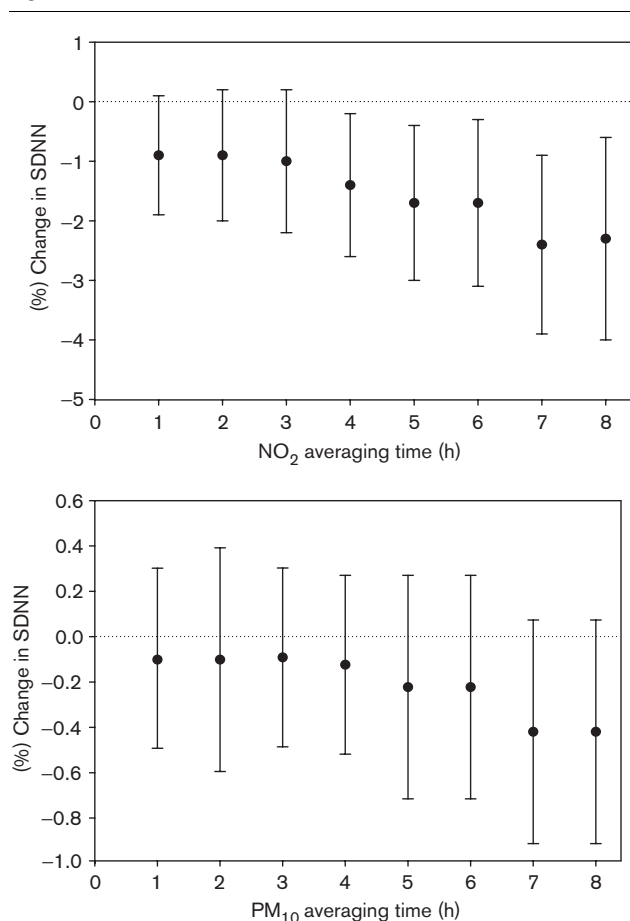 1
0
−1
−2
−3
−4
−5
(%) Change in SDNN
0 1 2 3 4 5 6 7 8
NO2 averaging time (h)
0.6
0.4
0.2
0.0
−0.2
−0.4
−0.6
−0.8
−1.0
(%) Change in SDNN
0 1 2 3 4 5 6 7 8
PM10 averaging time (h)